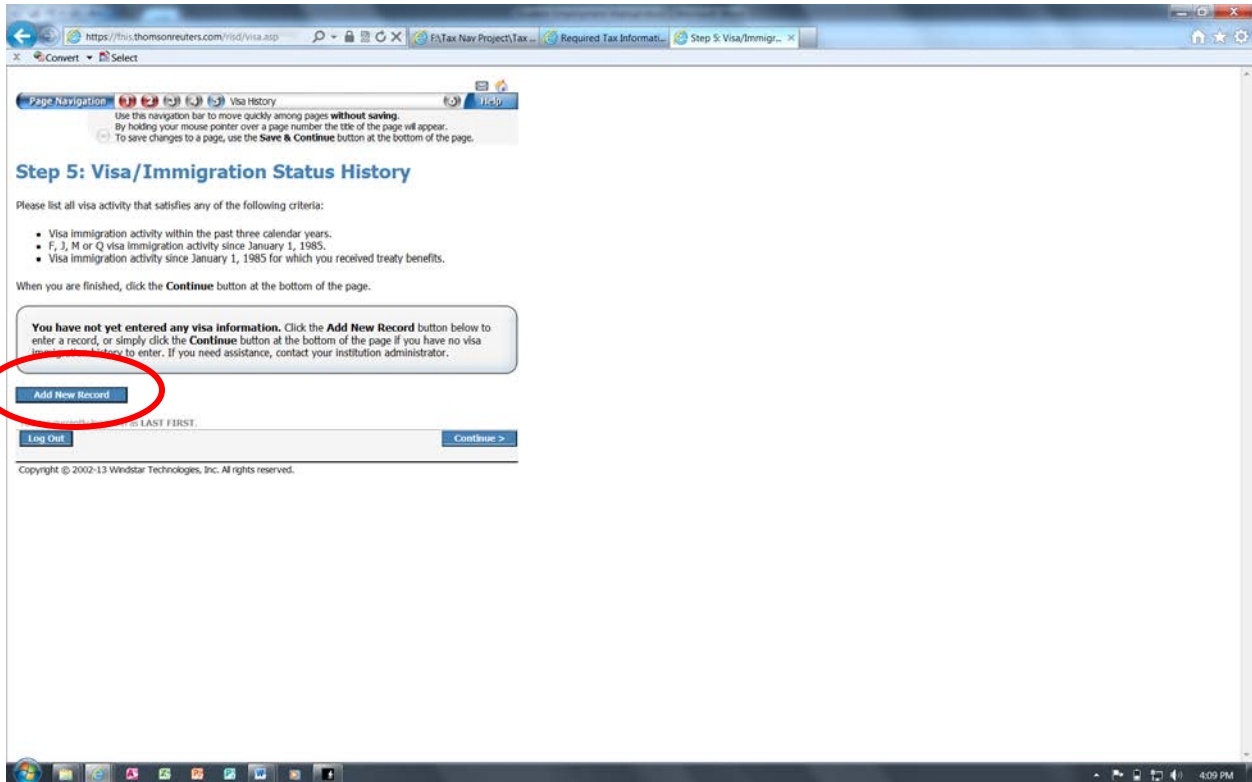 https://fnis.thomsonreuters.com/risd/visa.asp
F:\Tax Nav Project\Tax ...
Required Tax Informati...
Step 5: Visa/Immigr...
X Convert Select
Page Navigation 1 2 3 4 5 Visa History Help
Use this navigation bar to move quickly among pages without saving.
By holding your mouse pointer over a page number the title of the page will appear.
To save changes to a page, use the Save & Continue button at the bottom of the page.
Step 5: Visa/Immigration Status History
Please list all visa activity that satisfies any of the following criteria:
• Visa immigration activity within the past three calendar years.
• F, J, M or Q visa immigration activity since January 1, 1985.
• Visa immigration activity since January 1, 1985 for which you received treaty benefits.
When you are finished, click the Continue button at the bottom of the page.
You have not yet entered any visa information. Click the Add New Record button below to
enter a record, or simply click the Continue button at the bottom of the page if you have no visa
immigration history to enter. If you need assistance, contact your institution administrator.
Add New Record
as LAST FIRST.
Log Out
Continue >
Copyright © 2002-13 Windstar Technologies, Inc. All rights reserved.
4:09 PM